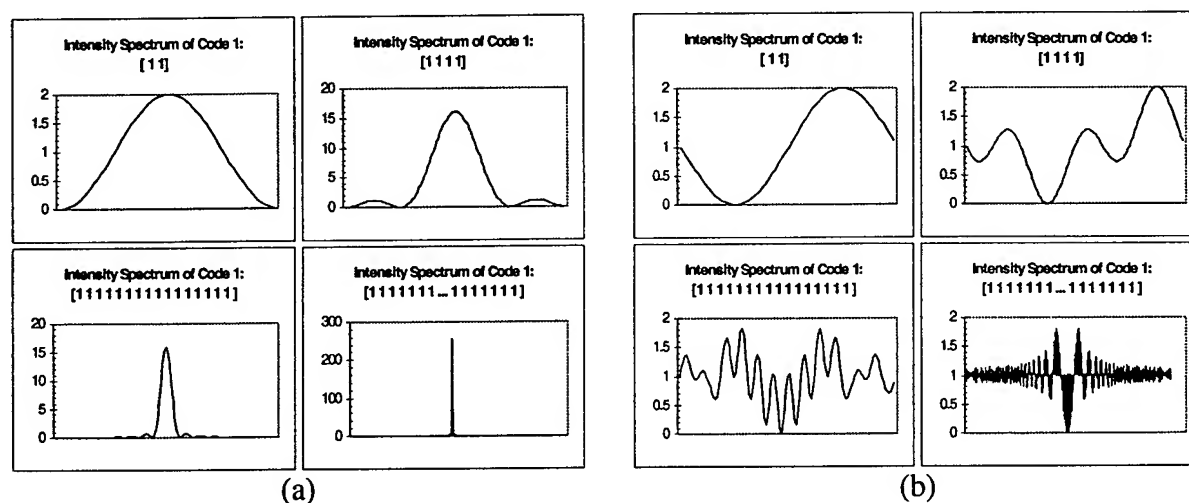 Intensity Spectrum of Code 1:
[1 1]
2
1.5
1
0.5
0
Intensity Spectrum of Code 1:
[1 1 1 1]
20
15
10
5
0
Intensity Spectrum of Code 1:
[1 1 1 1 1 1 1 1 1 1 1 1 1 1 1 1]
20
15
10
5
0
Intensity Spectrum of Code 1:
[1 1 1 1 1 1 1 ... 1 1 1 1 1 1 1]
300
200
100
0
(a)
Intensity Spectrum of Code 1:
[1 1]
2
1.5
1
0.5
0
Intensity Spectrum of Code 1:
[1 1 1 1]
2
1.5
1
0.5
0
Intensity Spectrum of Code 1:
[1 1 1 1 1 1 1 1 1 1 1 1 1 1 1 1]
2
1.5
1
0.5
0
Intensity Spectrum of Code 1:
[1 1 1 1 1 1 1 ... 1 1 1 1 1 1 1]
2
1.5
1
0.5
0
(b)